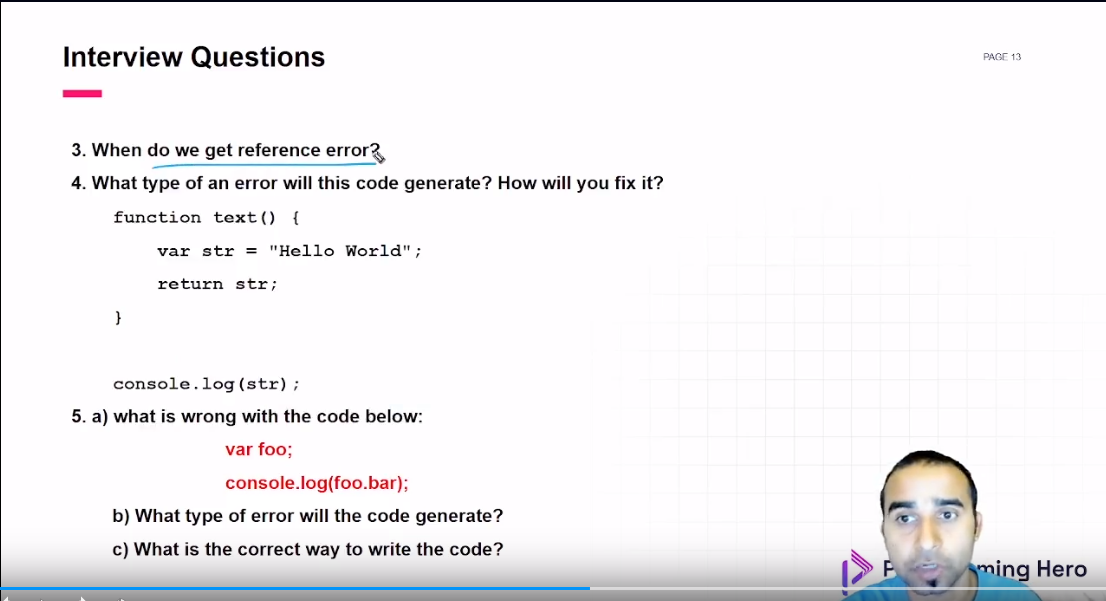 Interview Questions
PAGE 13
3. When do we get reference error?
4. What type of an error will this code generate? How will you fix it?
function text() {
var str = "Hello World";
return str;
}
console.log(str);
5. a) what is wrong with the code below:
var foo;
console.log(foo.bar);
b) What type of error will the code generate?
c) What is the correct way to write the code?
Hero